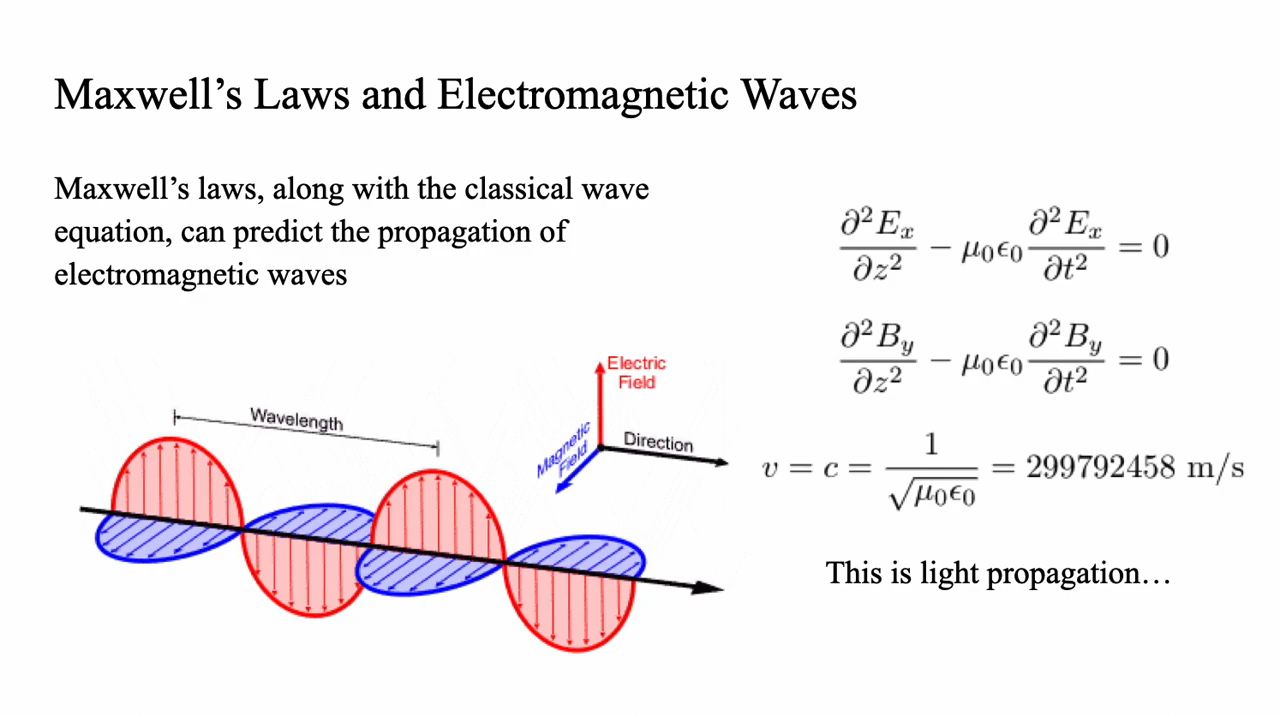 Maxwell’s Laws and Electromagnetic Waves
Maxwell’s laws, along with the classical wave
equation, can predict the propagation of
electromagnetic waves
∂²Eₓ/∂z² − μ₀ϵ₀ ∂²Eₓ/∂t² = 0
∂²B_y/∂z² − μ₀ϵ₀ ∂²B_y/∂t² = 0
v = c = 1/√(μ₀ϵ₀) = 299792458 m/s
This is light propagation…
Wavelength
Electric
Field
Magnetic
Field
Direction